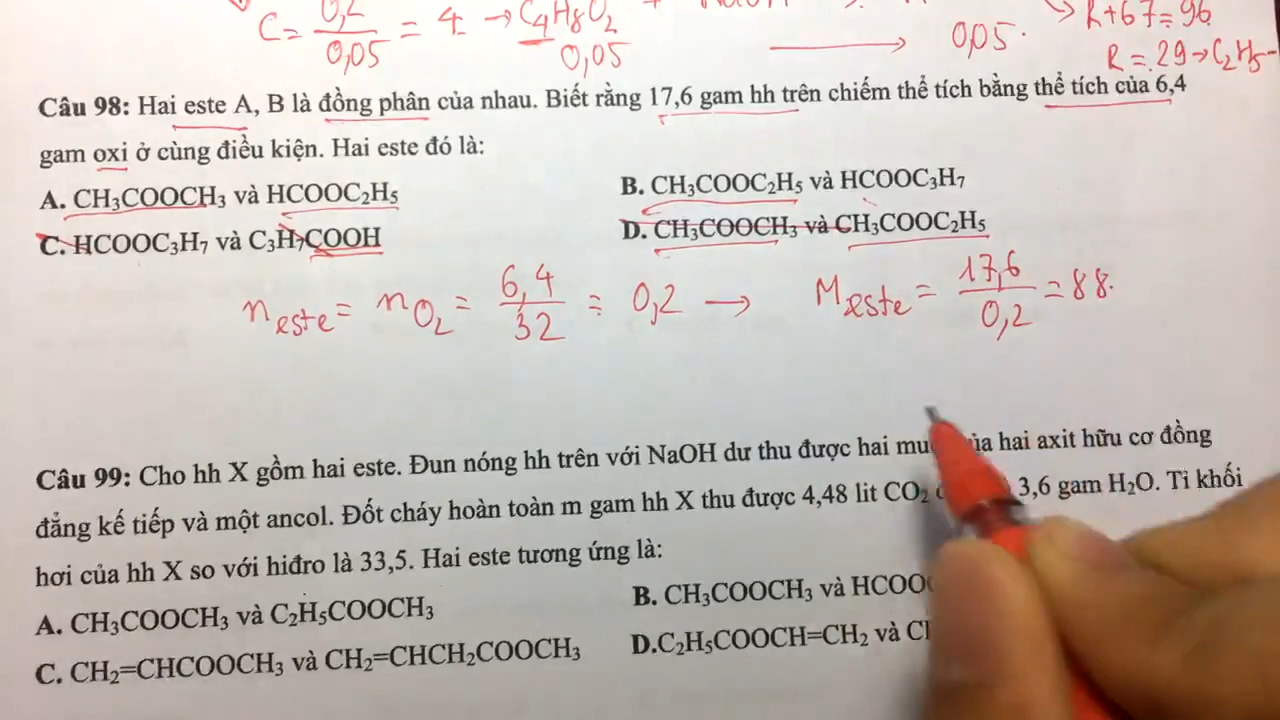 C = 0,2 / 0,05 = 4 → C4H8O2
0,05
0,05.
R+67=96
R = 29 → C2H5-
Câu 98: Hai este A, B là đồng phân của nhau. Biết rằng 17,6 gam hh trên chiếm thể tích bằng thể tích của 6,4
gam oxi ở cùng điều kiện. Hai este đó là:
A. CH3COOCH3 và HCOOC2H5
B. CH3COOC2H5 và HCOOC3H7
C. HCOOC3H7 và C3H7COOH
D. CH3COOCH3 và CH3COOC2H5
n este = nO2 = 6,4 / 32 = 0,2 → M este = 17,6 / 0,2 = 88.
Câu 99: Cho hh X gồm hai este. Đun nóng hh trên với NaOH dư thu được hai hai axit hữu cơ đồng
đẳng kế tiếp và một ancol. Đốt cháy hoàn toàn m gam hh X thu được 4,48 lit CO2 3,6 gam H2O. Tỉ khối
hơi của hh X so với hiđro là 33,5. Hai este tương ứng là:
A. CH3COOCH3 và C2H5COOCH3
B. CH3COOCH3 và HCOO
C. CH2=CHCOOCH3 và CH2=CHCH2COOCH3
D.C2H5COOCH=CH2 và